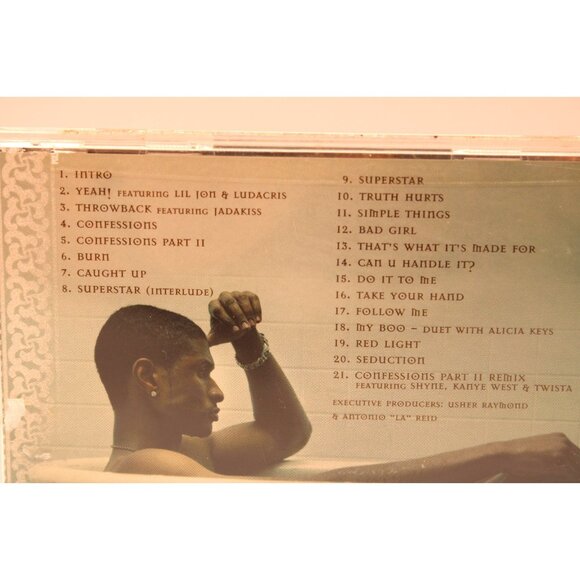 1. INTRO
2. YEAH! FEATURING LIL JON & LUDACRIS
3. THROWBACK FEATURING JADAKISS
4. CONFESSIONS
5. CONFESSIONS PART II
6. BURN
7. CAUGHT UP
8. SUPERSTAR (INTERLUDE)
9. SUPERSTAR
10. TRUTH HURTS
11. SIMPLE THINGS
12. BAD GIRL
13. THAT'S WHAT IT'S MADE FOR
14. CAN U HANDLE IT?
15. DO IT TO ME
16. TAKE YOUR HAND
17. FOLLOW ME
18. MY BOO – DUET WITH ALICIA KEYS
19. RED LIGHT
20. SEDUCTION
21. CONFESSIONS PART II REMIX
FEATURING SHYNE, KANYE WEST & TWISTA
EXECUTIVE PRODUCERS: USHER RAYMOND
& ANTONIO "LA" REID